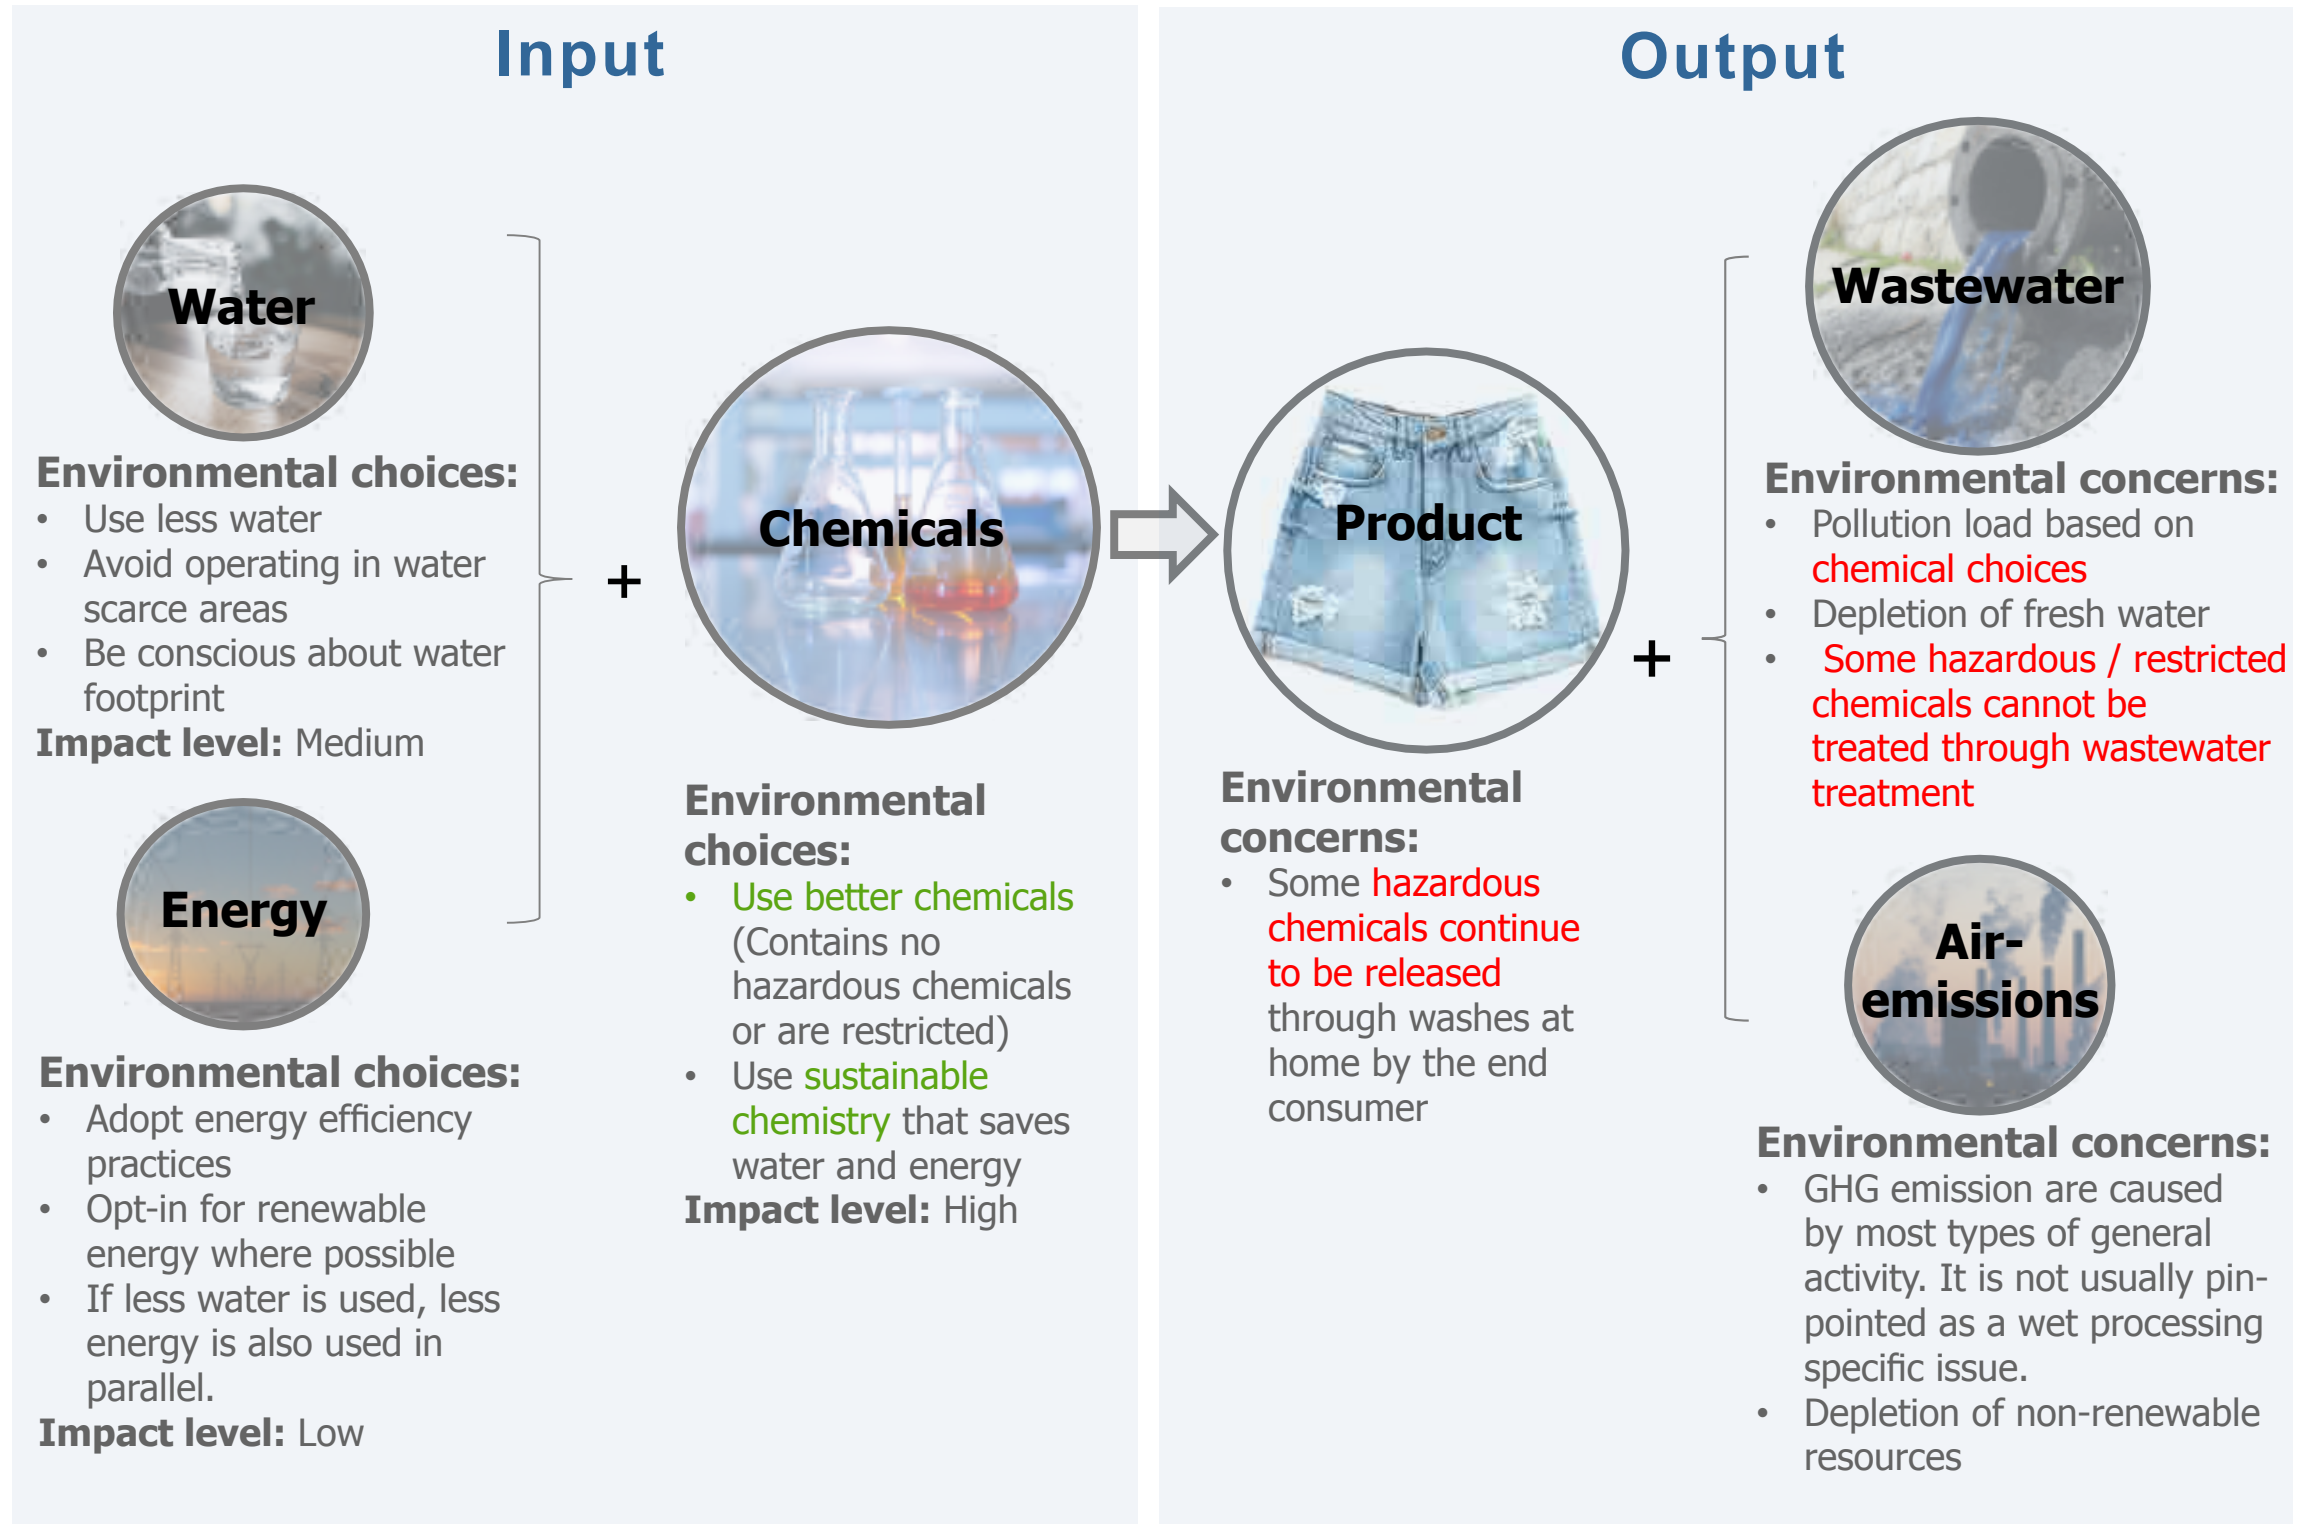 Input
Water
Environmental choices:
• Use less water
• Avoid operating in water
scarce areas
• Be conscious about water
footprint
Impact level: Medium
Energy
Environmental choices:
• Adopt energy efficiency
practices
• Opt-in for renewable
energy where possible
• If less water is used, less
energy is also used in
parallel.
Impact level: Low
+
Chemicals
Environmental
choices:
• Use better chemicals
(Contains no
hazardous chemicals
or are restricted)
• Use sustainable
chemistry that saves
water and energy
Impact level: High
Output
Product
Environmental
concerns:
• Some hazardous
chemicals continue
to be released
through washes at
home by the end
consumer
+
Wastewater
Environmental concerns:
• Pollution load based on
chemical choices
• Depletion of fresh water
• Some hazardous / restricted
chemicals cannot be
treated through wastewater
treatment
Air-
emissions
Environmental concerns:
• GHG emission are caused
by most types of general
activity. It is not usually pin-
pointed as a wet processing
specific issue.
• Depletion of non-renewable
resources